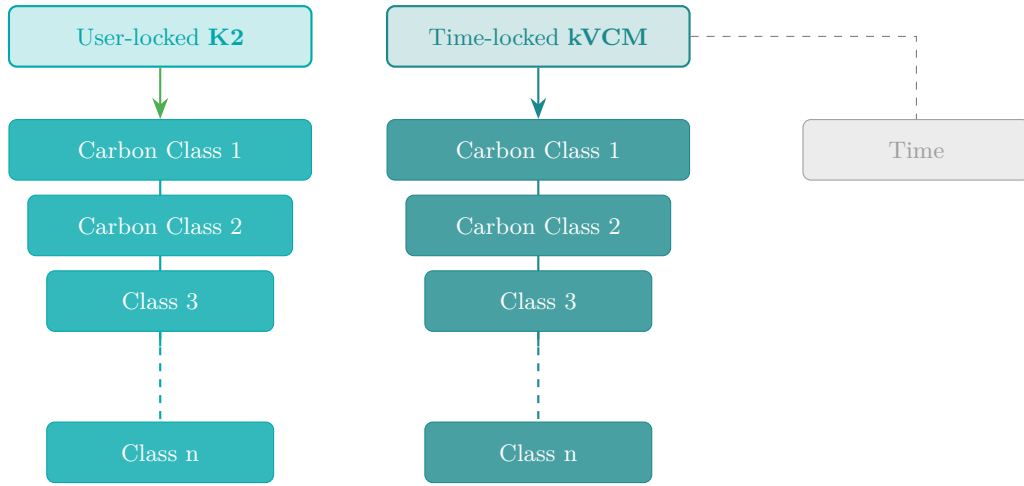 User-locked K2
Time-locked kVCM
Carbon Class 1
Carbon Class 1
Time
Carbon Class 2
Carbon Class 2
Class 3
Class 3
Class n
Class n